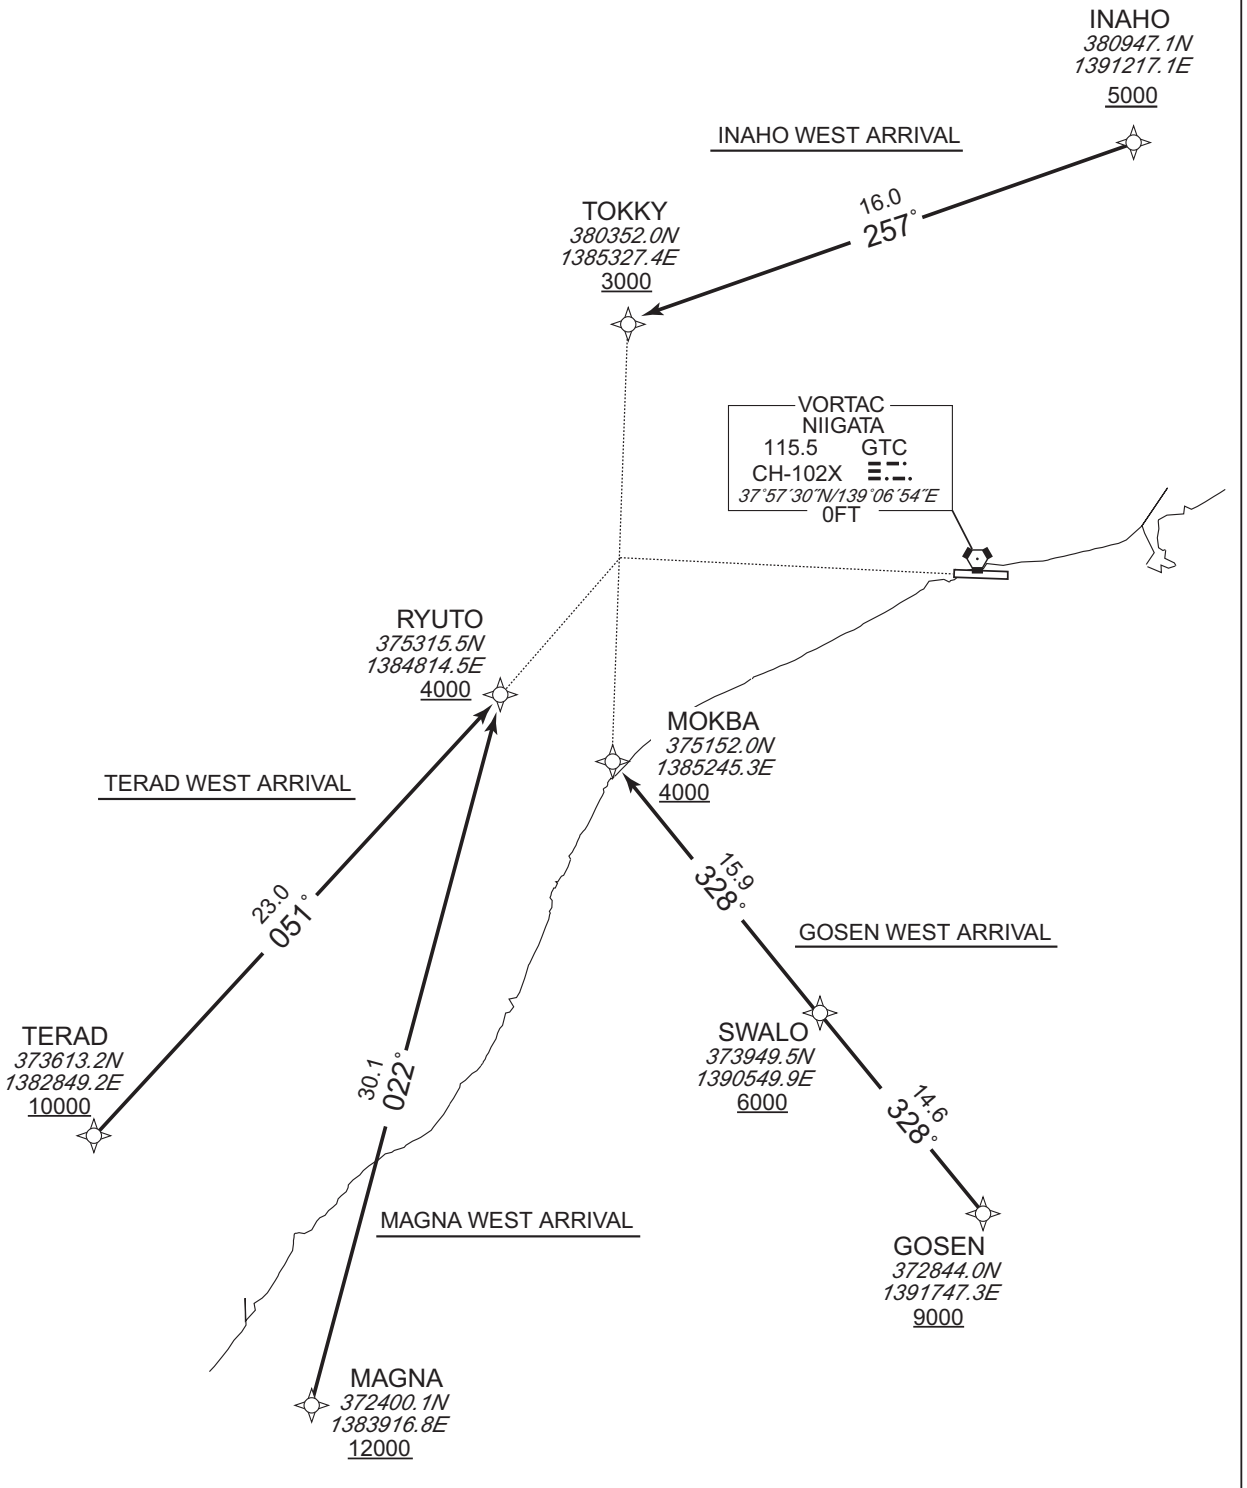 INAHO
380947.1N
1391217.1E
5000
INAHO WEST ARRIVAL
16.0
257°
TOKKY
380352.0N
1385327.4E
3000
VORTAC
NIIGATA
115.5 GTC
CH-102X
37°57´30˝N/139°06´54˝E
0FT
RYUTO
375315.5N
1384814.5E
4000
MOKBA
375152.0N
1385245.3E
4000
TERAD WEST ARRIVAL
15.9
328°
23.0
051°
GOSEN WEST ARRIVAL
TERAD
373613.2N
1382849.2E
10000
SWALO
373949.5N
1390549.9E
6000
30.1
022°
14.6
328°
MAGNA WEST ARRIVAL
GOSEN
372844.0N
1391747.3E
9000
MAGNA
372400.1N
1383916.8E
12000